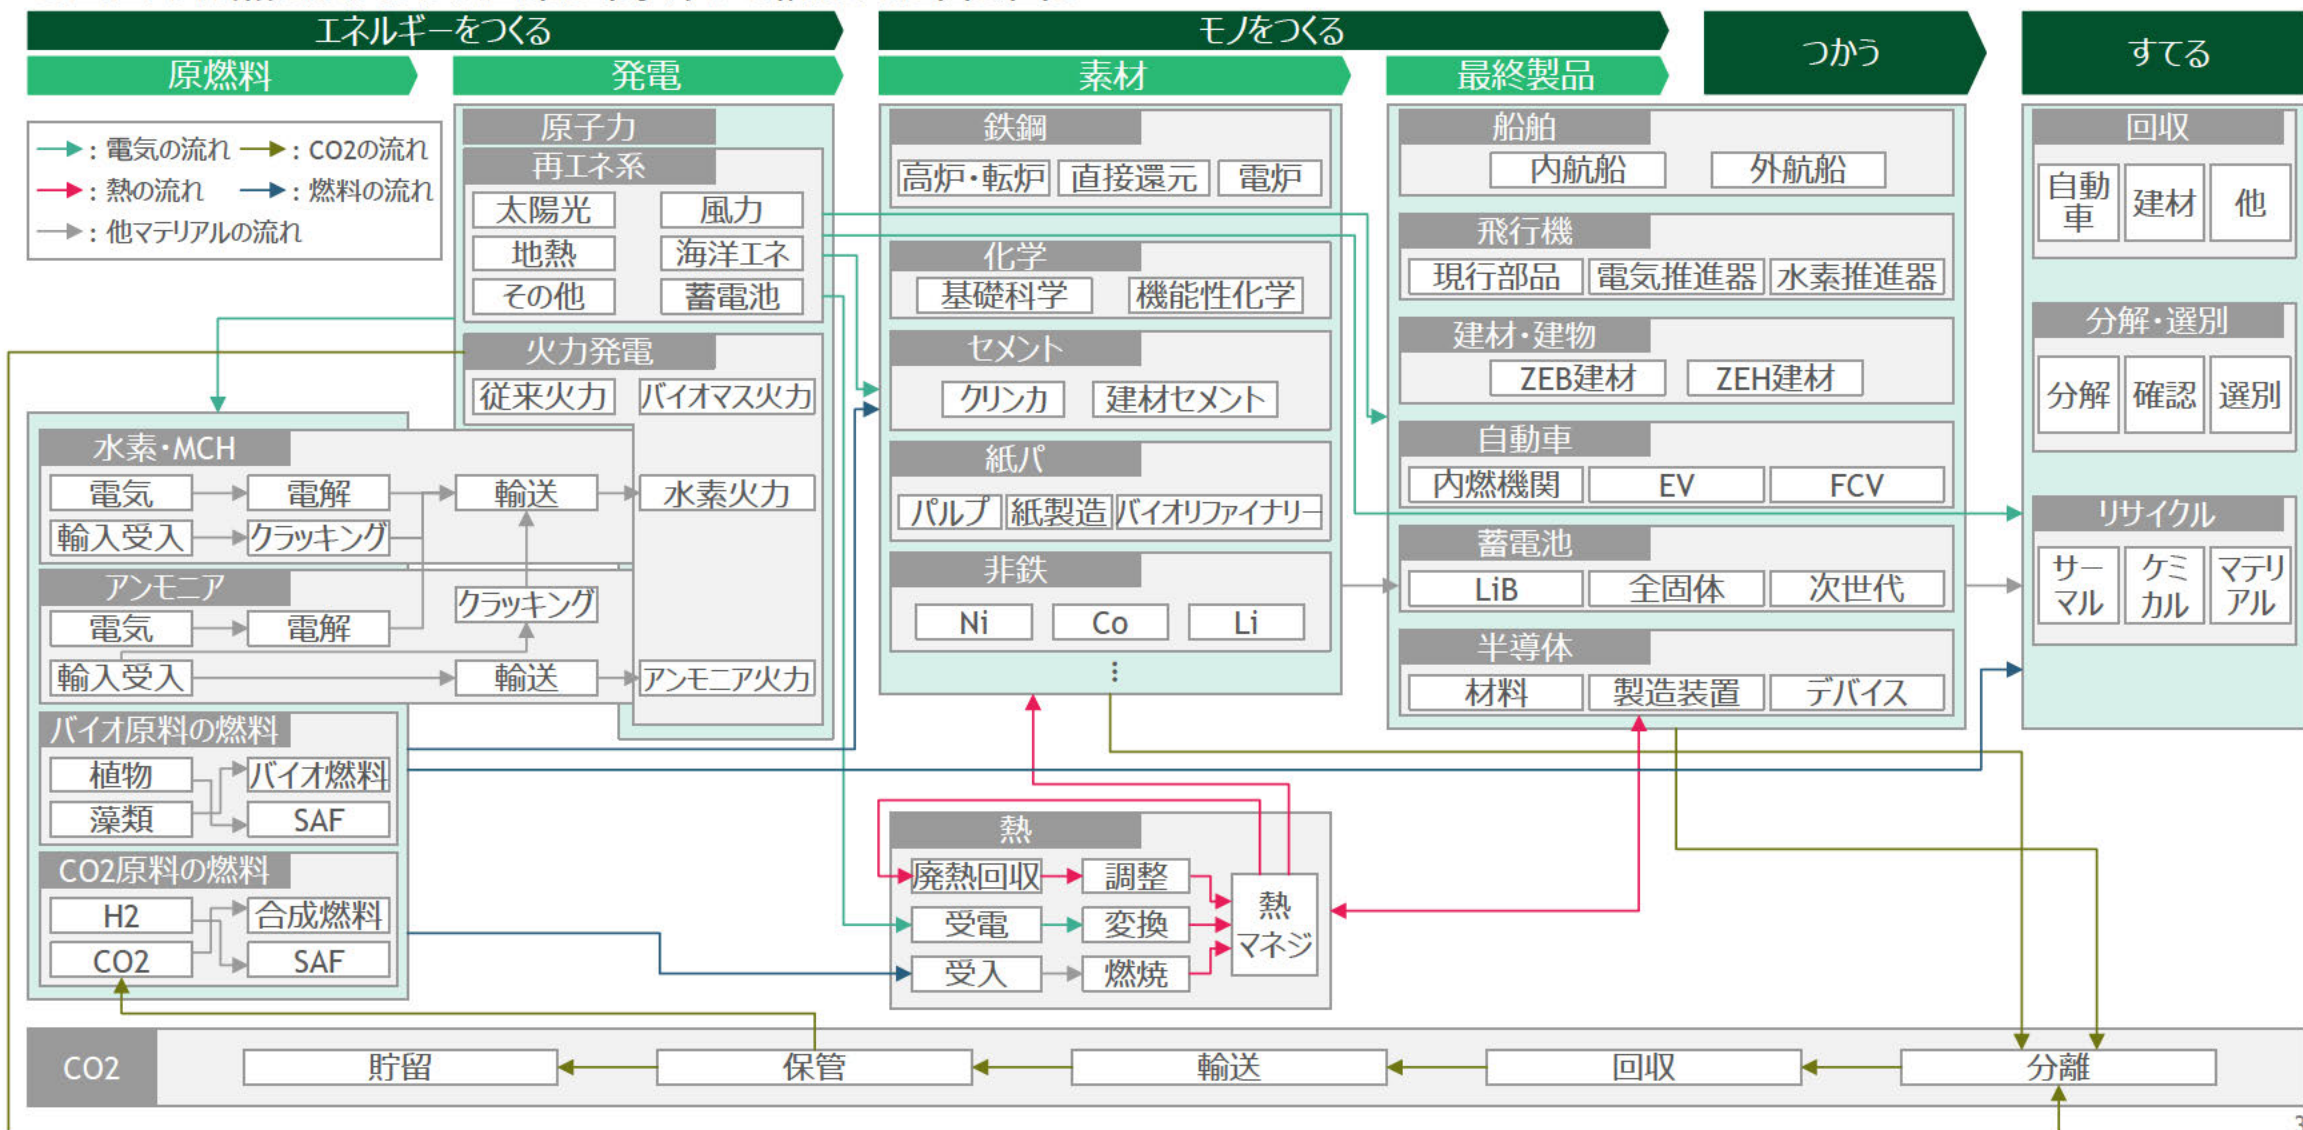 エネルギーをつくる
モノをつくる
つかう
すてる
原燃料
発電
素材
最終製品
: 電気の流れ
: CO2の流れ
: 熱の流れ
: 燃料の流れ
: 他マテリアルの流れ
原子力
再エネ系
太陽光
風力
地熱
海洋エネ
その他
蓄電池
火力発電
従来火力
バイオマス火力
水素・MCH
電気
電解
輸送
水素火力
輸入受入
クラッキング
アンモニア
クラッキング
電気
電解
輸入受入
輸送
アンモニア火力
バイオ原料の燃料
植物
バイオ燃料
藻類
SAF
CO2原料の燃料
H2
合成燃料
CO2
SAF
鉄鋼
高炉・転炉
直接還元
電炉
化学
基礎科学
機能性化学
セメント
クリンカ
建材セメント
紙パ
パルプ
紙製造
バイオリファイナリー
非鉄
Ni
Co
Li
⋮
熱
廃熱回収
調整
受電
変換
受入
燃焼
熱
マネジ
船舶
内航船
外航船
飛行機
現行部品
電気推進器
水素推進器
建材・建物
ZEB建材
ZEH建材
自動車
内燃機関
EV
FCV
蓄電池
LiB
全固体
次世代
半導体
材料
製造装置
デバイス
回収
自動
車
建材
他
分解・選別
分解
確認
選別
リサイクル
サー
マル
ケミ
カル
マテリ
アル
CO2
貯留
保管
輸送
回収
分離